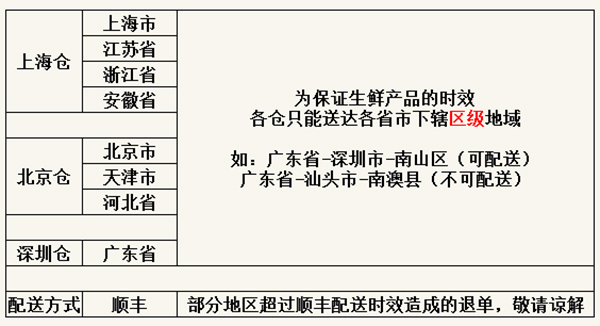 上海仓
上海市
江苏省
浙江省
安徽省
为保证生鲜产品的时效
各仓只能送达各省市下辖区级地域
如：广东省-深圳市-南山区（可配送）
广东省-汕头市-南澳县（不可配送）
北京仓
北京市
天津市
河北省
深圳仓
广东省
配送方式
顺丰
部分地区超过顺丰配送时效造成的退单，敬请谅解